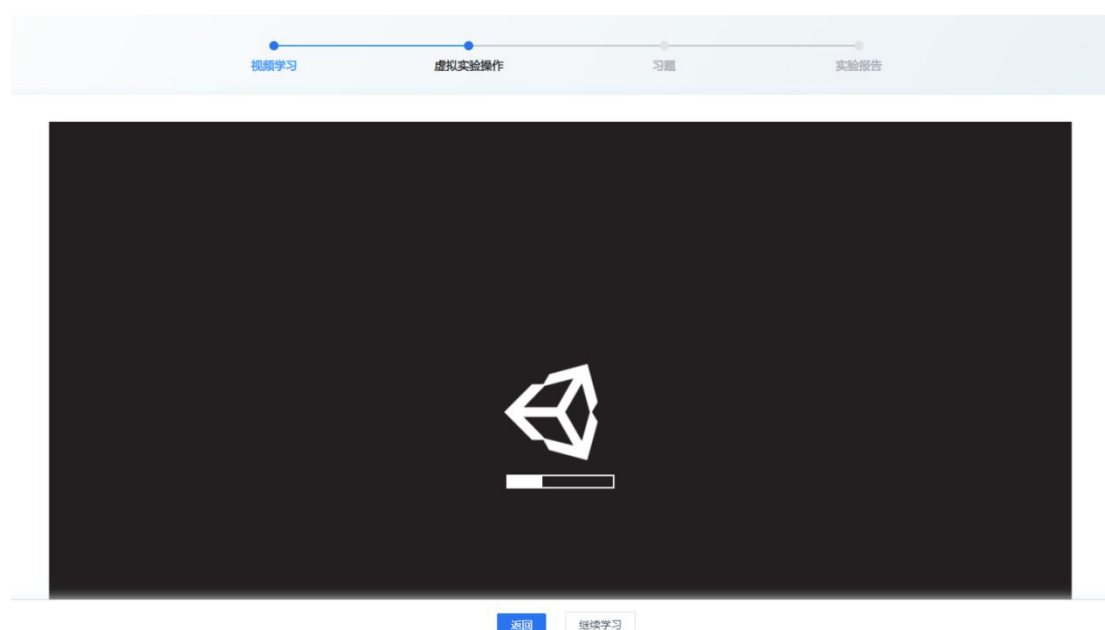 视频学习
虚拟实验操作
习题
实验报告
返回
继续学习